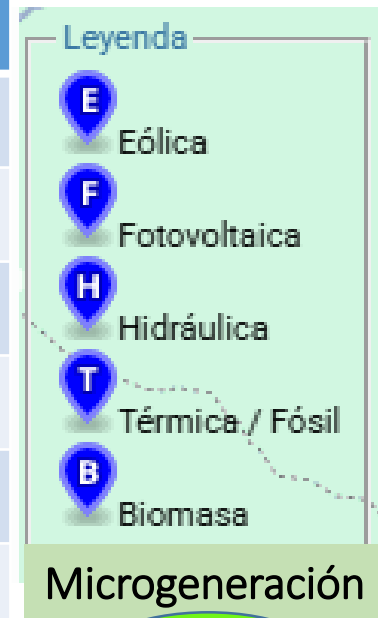 Leyenda
E
Eólica
F
Fotovoltaica
H
Hidráulica
T
Térmica / Fósil
B
Biomasa
Microgeneración